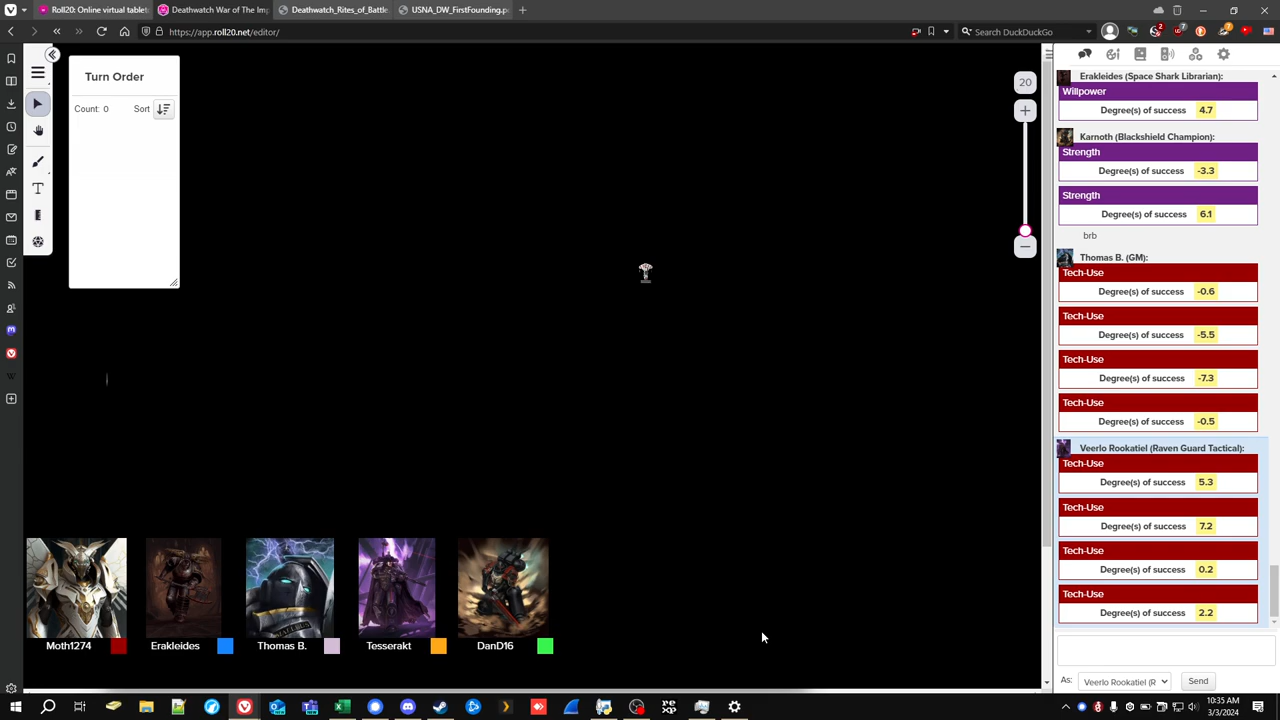 Roll20: Online virtual tablet
Deathwatch War of The Imp
Deathwatch_Rites_of_Battle
USNA_DW_FirstFounding.p
https://app.roll20.net/editor/
Search DuckDuckGo
Turn Order
Count: 0 Sort
20
Erakleides (Space Shark Librarian):
Willpower
Degree(s) of success 4.7
Karnoth (Blackshield Champion):
Strength
Degree(s) of success -3.3
Strength
Degree(s) of success 6.1
brb
Thomas B. (GM):
Tech-Use
Degree(s) of success -0.6
Tech-Use
Degree(s) of success -5.5
Tech-Use
Degree(s) of success -7.3
Tech-Use
Degree(s) of success -0.5
Veerlo Rookatiel (Raven Guard Tactical):
Tech-Use
Degree(s) of success 5.3
Tech-Use
Degree(s) of success 7.2
Tech-Use
Degree(s) of success 0.2
Tech-Use
Degree(s) of success 2.2
Moth1274
Erakleides
Thomas B.
Tesserakt
DanD16
As: Veerlo Rookatiel (R Send
10:35 AM
3/3/2024